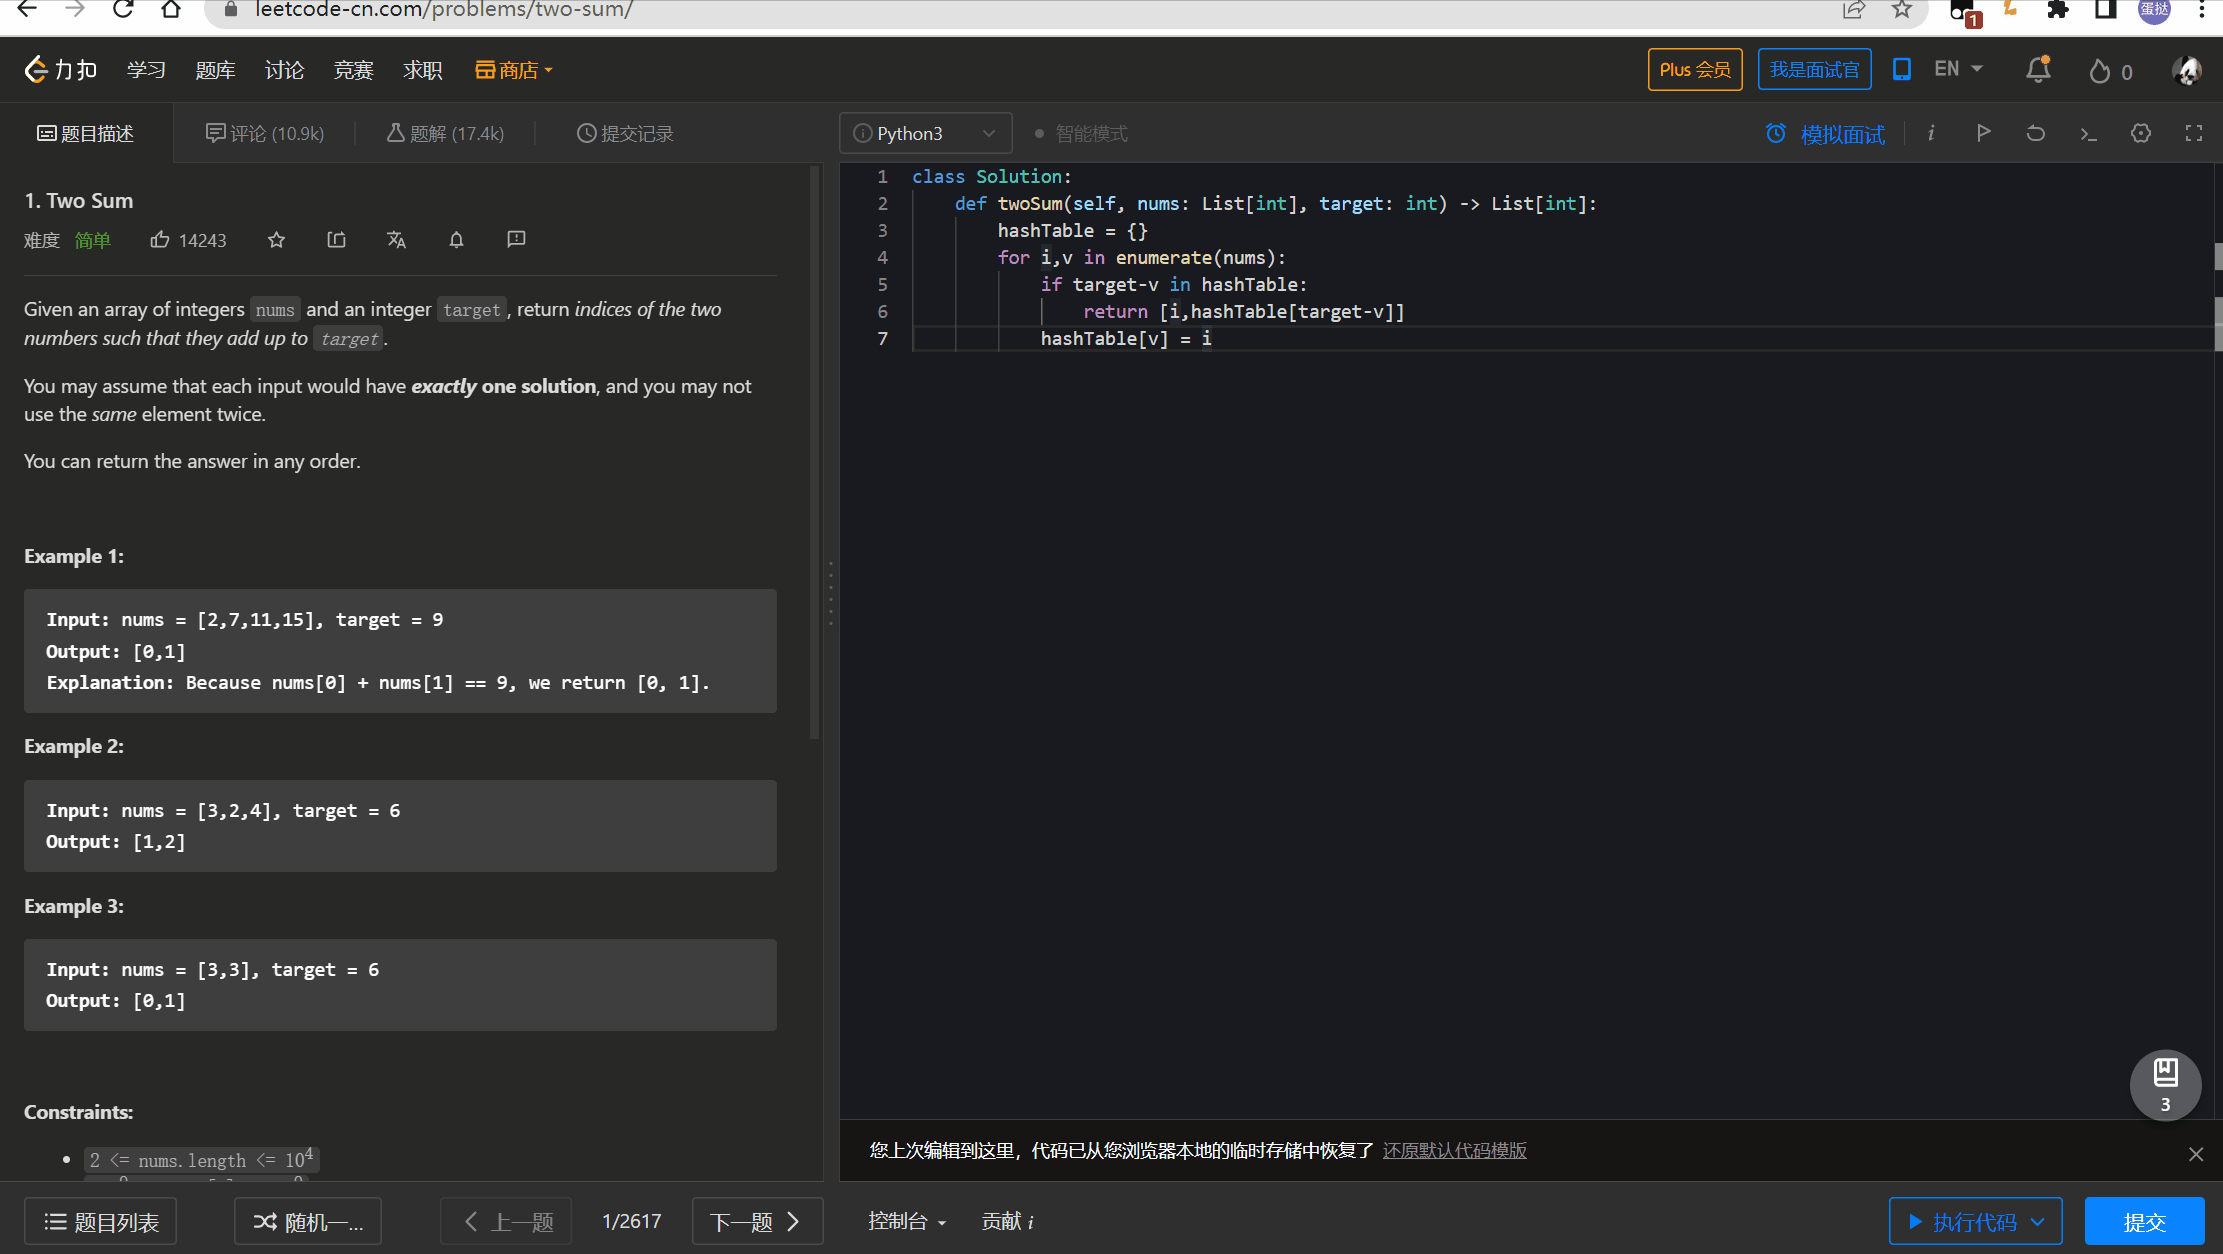 leetcode-cn.com/problems/two-sum/
1
蛋挞
力扣 学习 题库 讨论 竞赛 求职 商店 Plus 会员 我是面试官 EN 0
题目描述 评论 (10.9k) 题解 (17.4k) 提交记录
Python3 智能模式 模拟面试 i
1. Two Sum
难度 简单 14243
Given an array of integers nums and an integer target, return indices of the two
numbers such that they add up to target.
You may assume that each input would have exactly one solution, and you may not
use the same element twice.
You can return the answer in any order.
Example 1:
Input: nums = [2,7,11,15], target = 9
Output: [0,1]
Explanation: Because nums[0] + nums[1] == 9, we return [0, 1].
Example 2:
Input: nums = [3,2,4], target = 6
Output: [1,2]
Example 3:
Input: nums = [3,3], target = 6
Output: [0,1]
Constraints:
• 2 <= nums.length <= 10^4
1 class Solution:
2     def twoSum(self, nums: List[int], target: int) -> List[int]:
3         hashTable = {}
4         for i,v in enumerate(nums):
5             if target-v in hashTable:
6                 return [i,hashTable[target-v]]
7             hashTable[v] = i
3
您上次编辑到这里，代码已从您浏览器本地的临时存储中恢复了 还原默认代码模版
题目列表 随机一... 上一题 1/2617 下一题 控制台 贡献 i 执行代码 提交